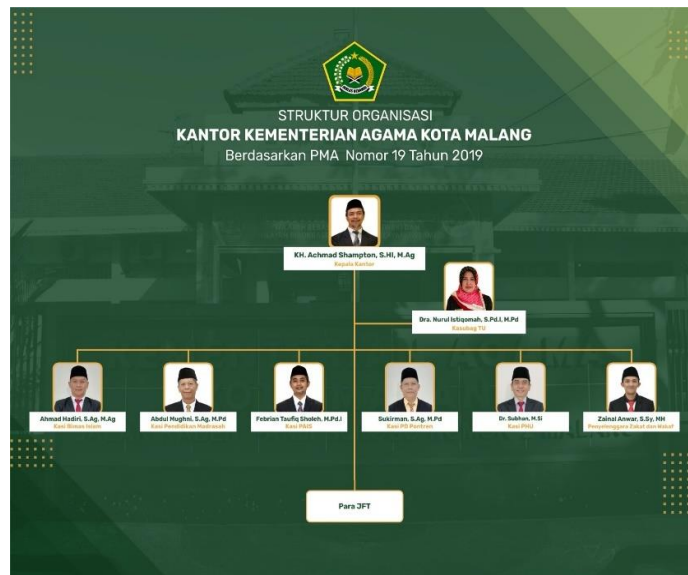 STRUKTUR ORGANISASI
KANTOR KEMENTERIAN AGAMA KOTA MALANG
Berdasarkan PMA Nomor 19 Tahun 2019
KH. Achmad Shampton, S.HI, M.Ag
Kepala Kantor
Dra. Nurul Istiqomah, S.Pd.I, M.Pd
Kasubag TU
Ahmad Hadiri, S.Ag, M.Ag
Kasi Bimas Islam
Abdul Mughni, S.Ag, M.Pd
Kasi Pendidikan Madrasah
Febrian Taufiq Sholeh, M.Pd.I
Kasi PAIS
Sukirman, S.Ag, M.Pd
Kasi PD Pontren
Dr. Subhan, M.Si
Kasi PHU
Zainal Anwar, S.Sy, MH
Penyelenggara Zakat dan Wakaf
Para JFT